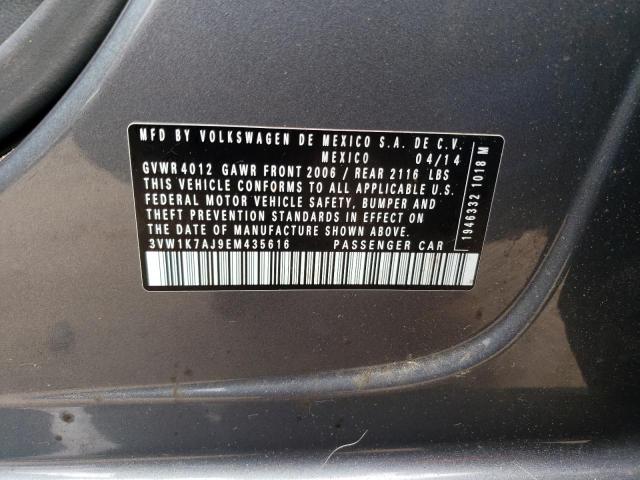 MFD BY VOLKSWAGEN DE MEXICO S.A. DE C.V.
MEXICO 04/14
GVWR 4012 GAWR FRONT 2006 / REAR 2116 LBS
THIS VEHICLE CONFORMS TO ALL APPLICABLE U.S.
FEDERAL MOTOR VEHICLE SAFETY, BUMPER AND
THEFT PREVENTION STANDARDS IN EFFECT ON
THE DATE OF MANUFACTURE SHOWN ABOVE.
3VW1K7AJ9EM435616 PASSENGER CAR
1946332 1018 M